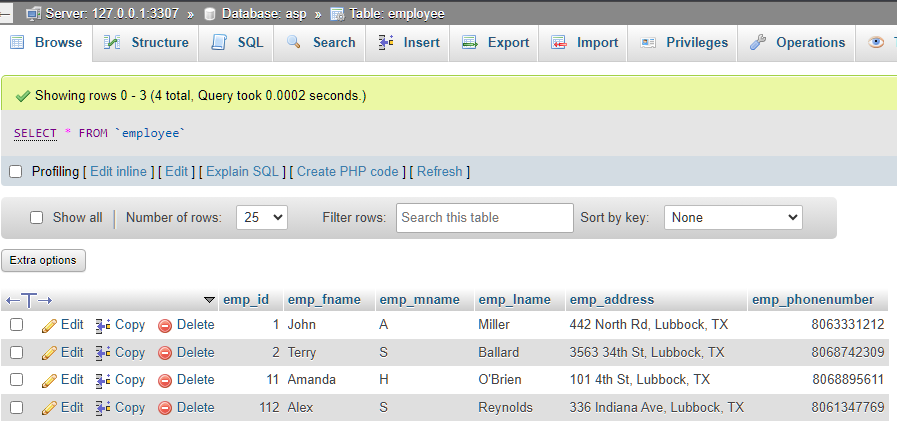 Server: 127.0.0.1:3307 » Database: asp » Table: employee
Browse Structure SQL Search Insert Export Import Privileges Operations
Showing rows 0 - 3 (4 total, Query took 0.0002 seconds.)
SELECT * FROM `employee`
Profiling [ Edit inline ] [ Edit ] [ Explain SQL ] [ Create PHP code ] [ Refresh ]
Show all Number of rows: 25 Filter rows: Search this table Sort by key: None
Extra options
emp_id emp_fname emp_mname emp_lname emp_address emp_phonenumber
Edit Copy Delete 1 John A Miller 442 North Rd, Lubbock, TX 8063331212
Edit Copy Delete 2 Terry S Ballard 3563 34th St, Lubbock, TX 8068742309
Edit Copy Delete 11 Amanda H O'Brien 101 4th St, Lubbock, TX 8068895611
Edit Copy Delete 112 Alex S Reynolds 336 Indiana Ave, Lubbock, TX 8061347769